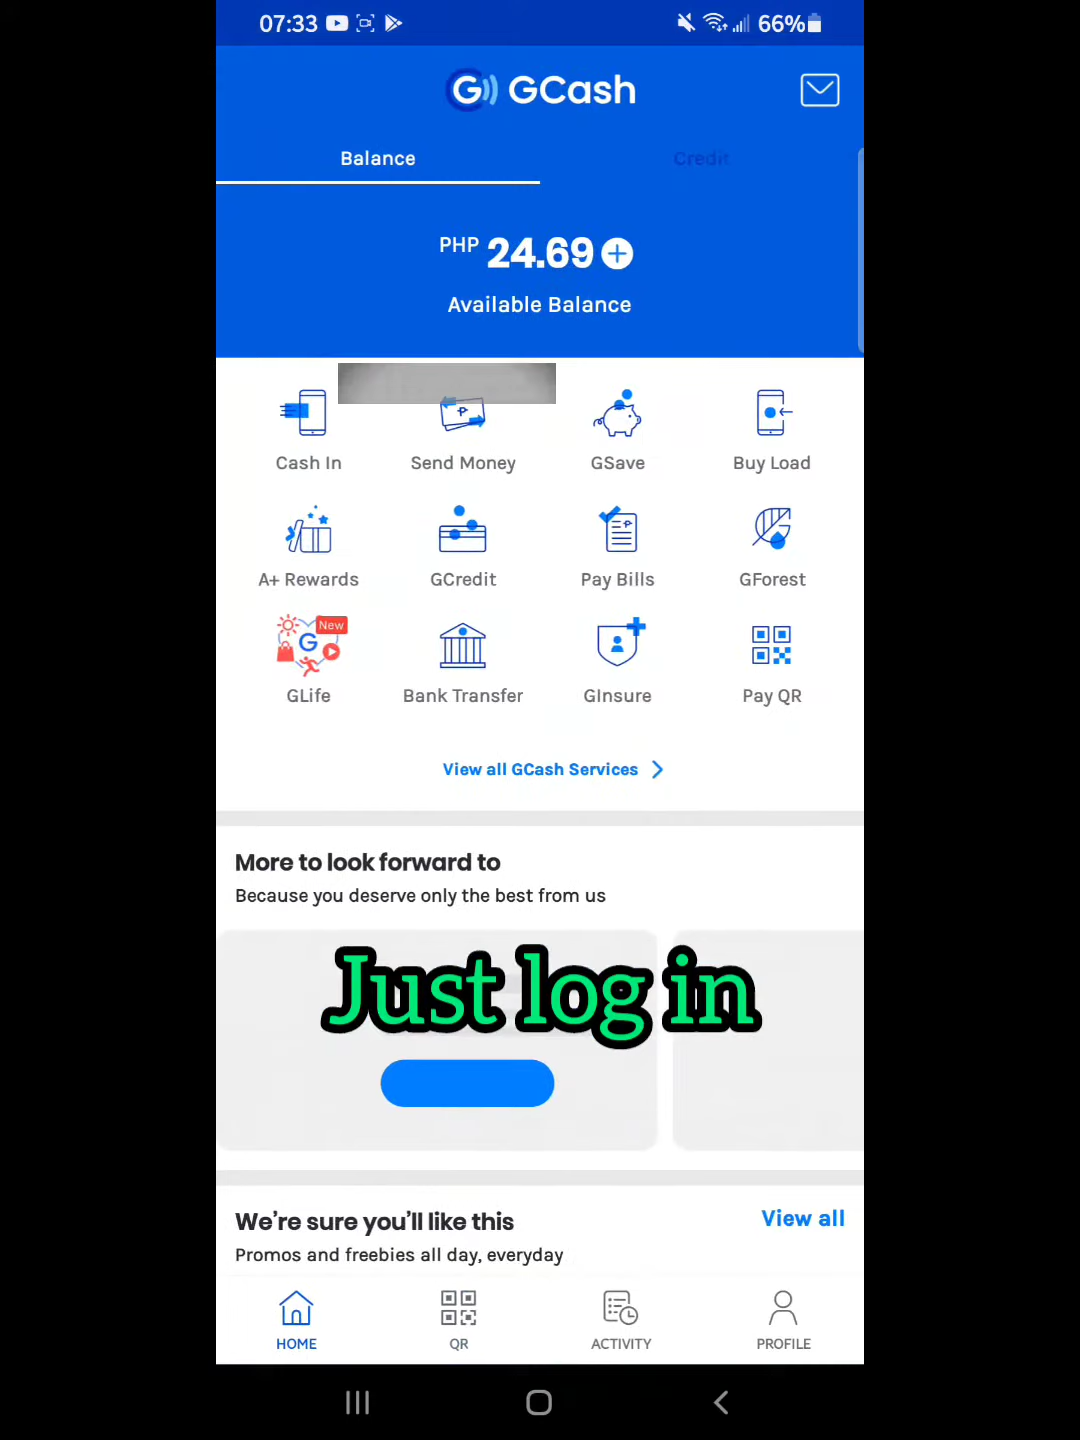 07:33 66%
G GCash
Balance Credit
PHP 24.69
Available Balance
Cash In Send Money GSave Buy Load
A+ Rewards GCredit Pay Bills GForest
New
G
GLife Bank Transfer GInsure Pay QR
View all GCash Services
More to look forward to
Because you deserve only the best from us
Just log in
We're sure you'll like this View all
Promos and freebies all day, everyday
HOME QR ACTIVITY PROFILE